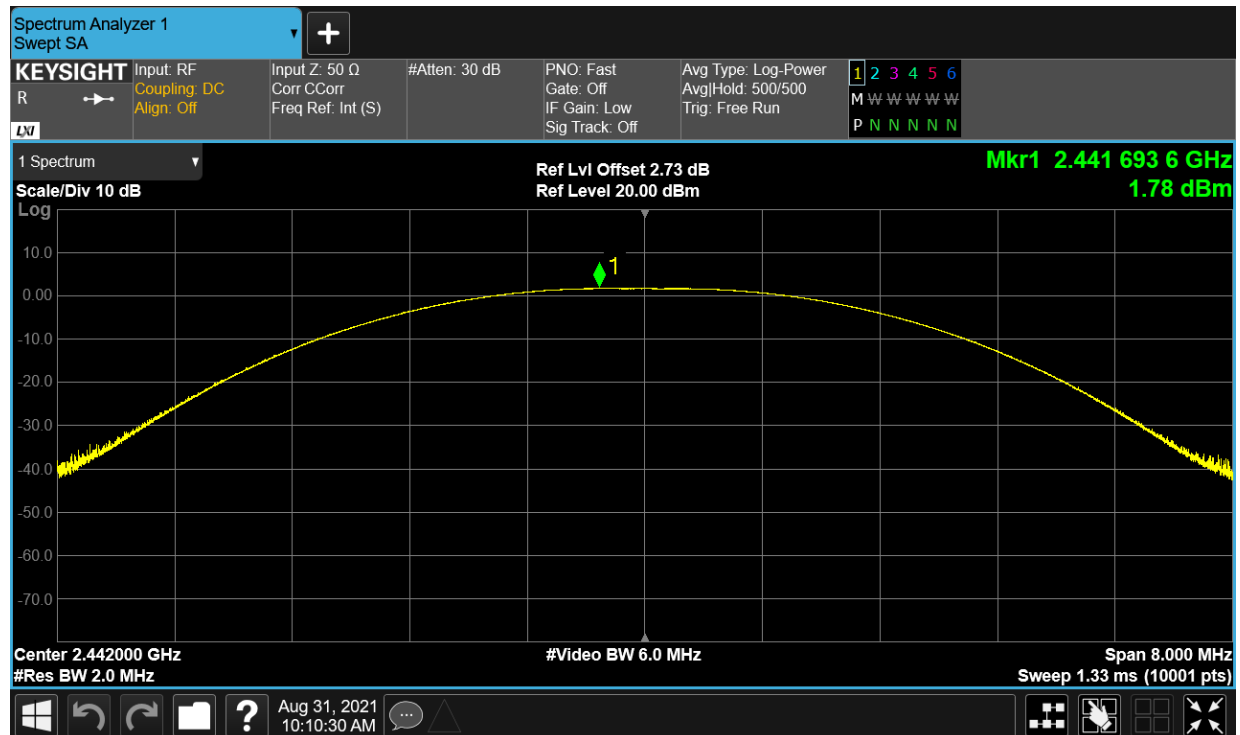 Spectrum Analyzer 1
Swept SA
▼
+
KEYSIGHT
R
LXI
Input: RF
Coupling: DC
Align: Off
Input Z: 50 Ω
Corr CCorr
Freq Ref: Int (S)
#Atten: 30 dB
PNO: Fast
Gate: Off
IF Gain: Low
Sig Track: Off
Avg Type: Log-Power
Avg|Hold: 500/500
Trig: Free Run
1 2 3 4 5 6
M W W W W W
P N N N N N
1 Spectrum
▼
Scale/Div 10 dB
Ref Lvl Offset 2.73 dB
Ref Level 20.00 dBm
Mkr1 2.441 693 6 GHz
1.78 dBm
Log
10.0
0.00
-10.0
-20.0
-30.0
-40.0
-50.0
-60.0
-70.0
1
Center 2.442000 GHz
#Res BW 2.0 MHz
#Video BW 6.0 MHz
Span 8.000 MHz
Sweep 1.33 ms (10001 pts)
?
Aug 31, 2021
10:10:30 AM